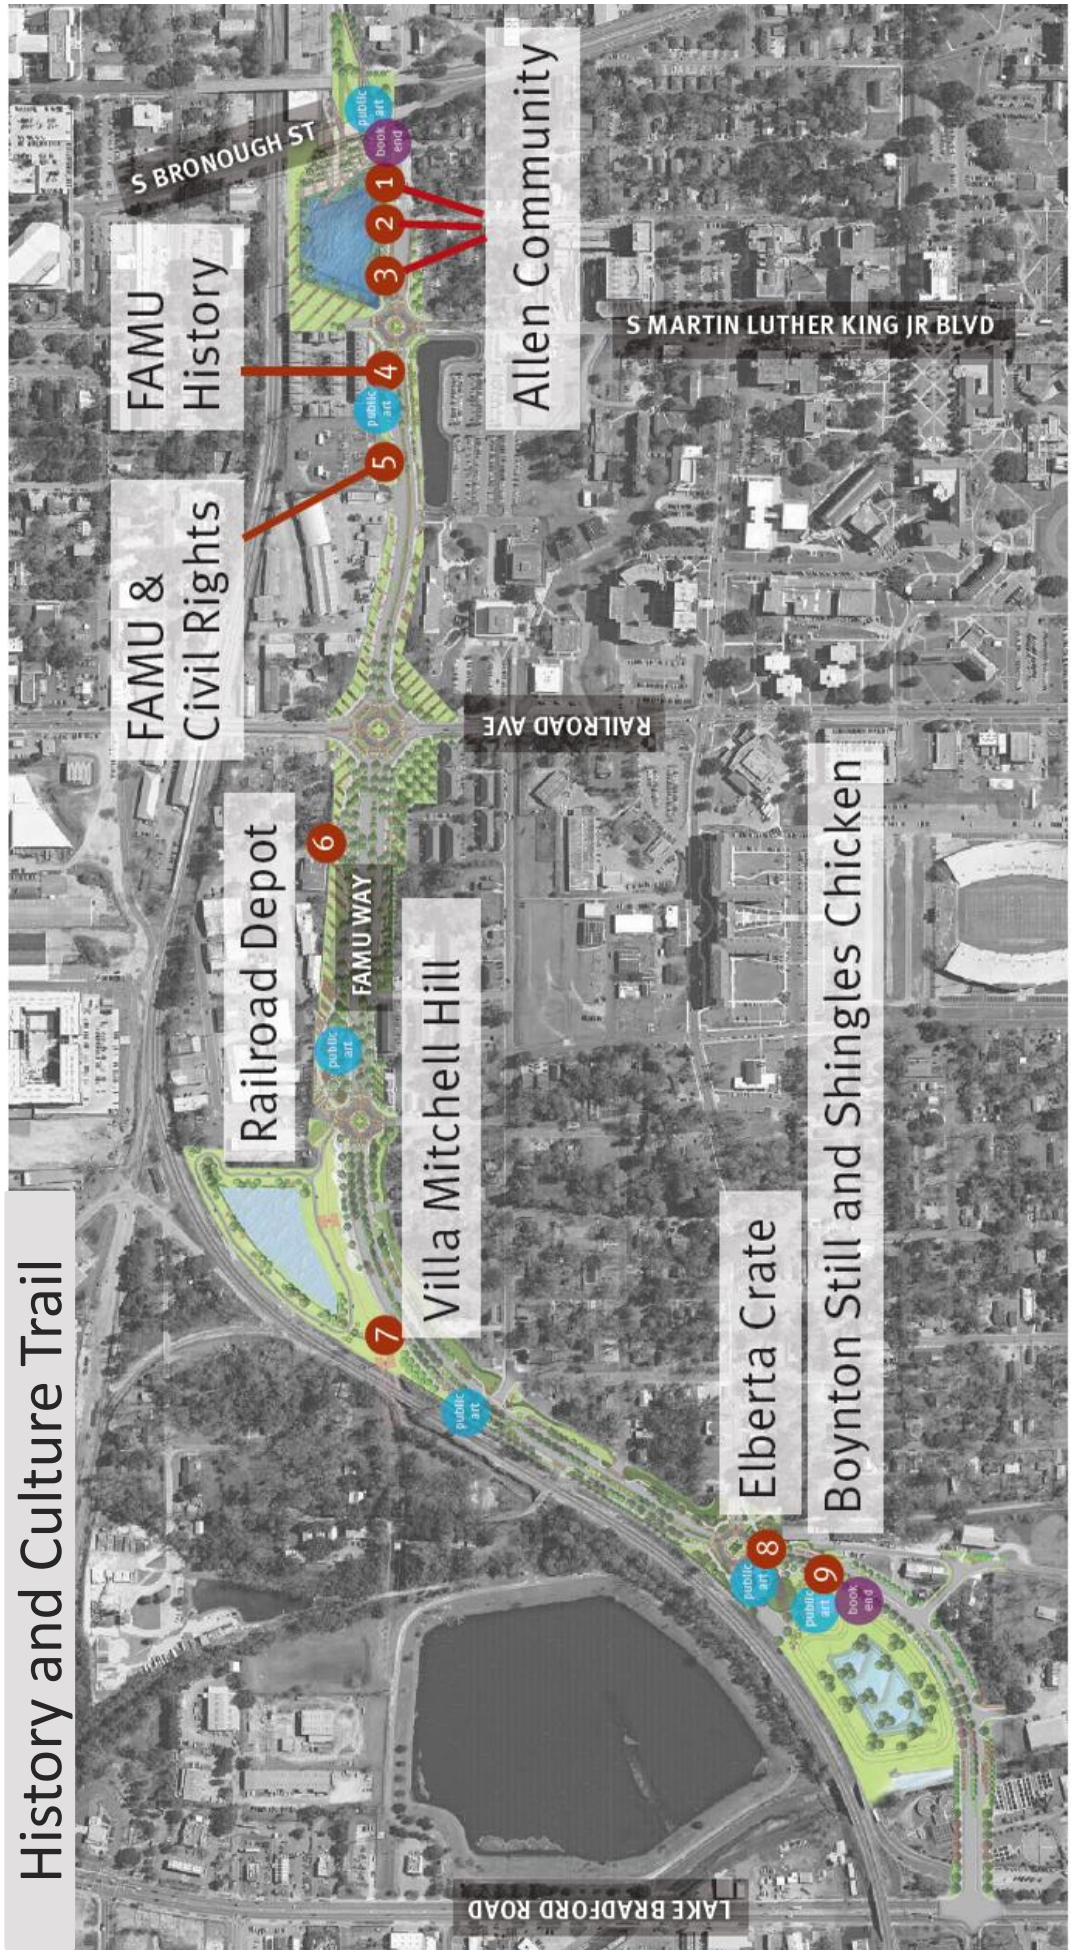 History and Culture Trail
FAMU &
Civil Rights
FAMU
History
S BRONOUGH ST
Railroad Depot
public
art
book
end
1
2
3
4
public
art
5
6
FAMU WAY
public
art
7
Villa Mitchell Hill
public
art
RAILROAD AVE
Allen Community
S MARTIN LUTHER KING JR BLVD
Elberta Crate
Boynton Still and Shingles Chicken
8
public
art
9
public
art
book
end
LAKE BRADFORD ROAD